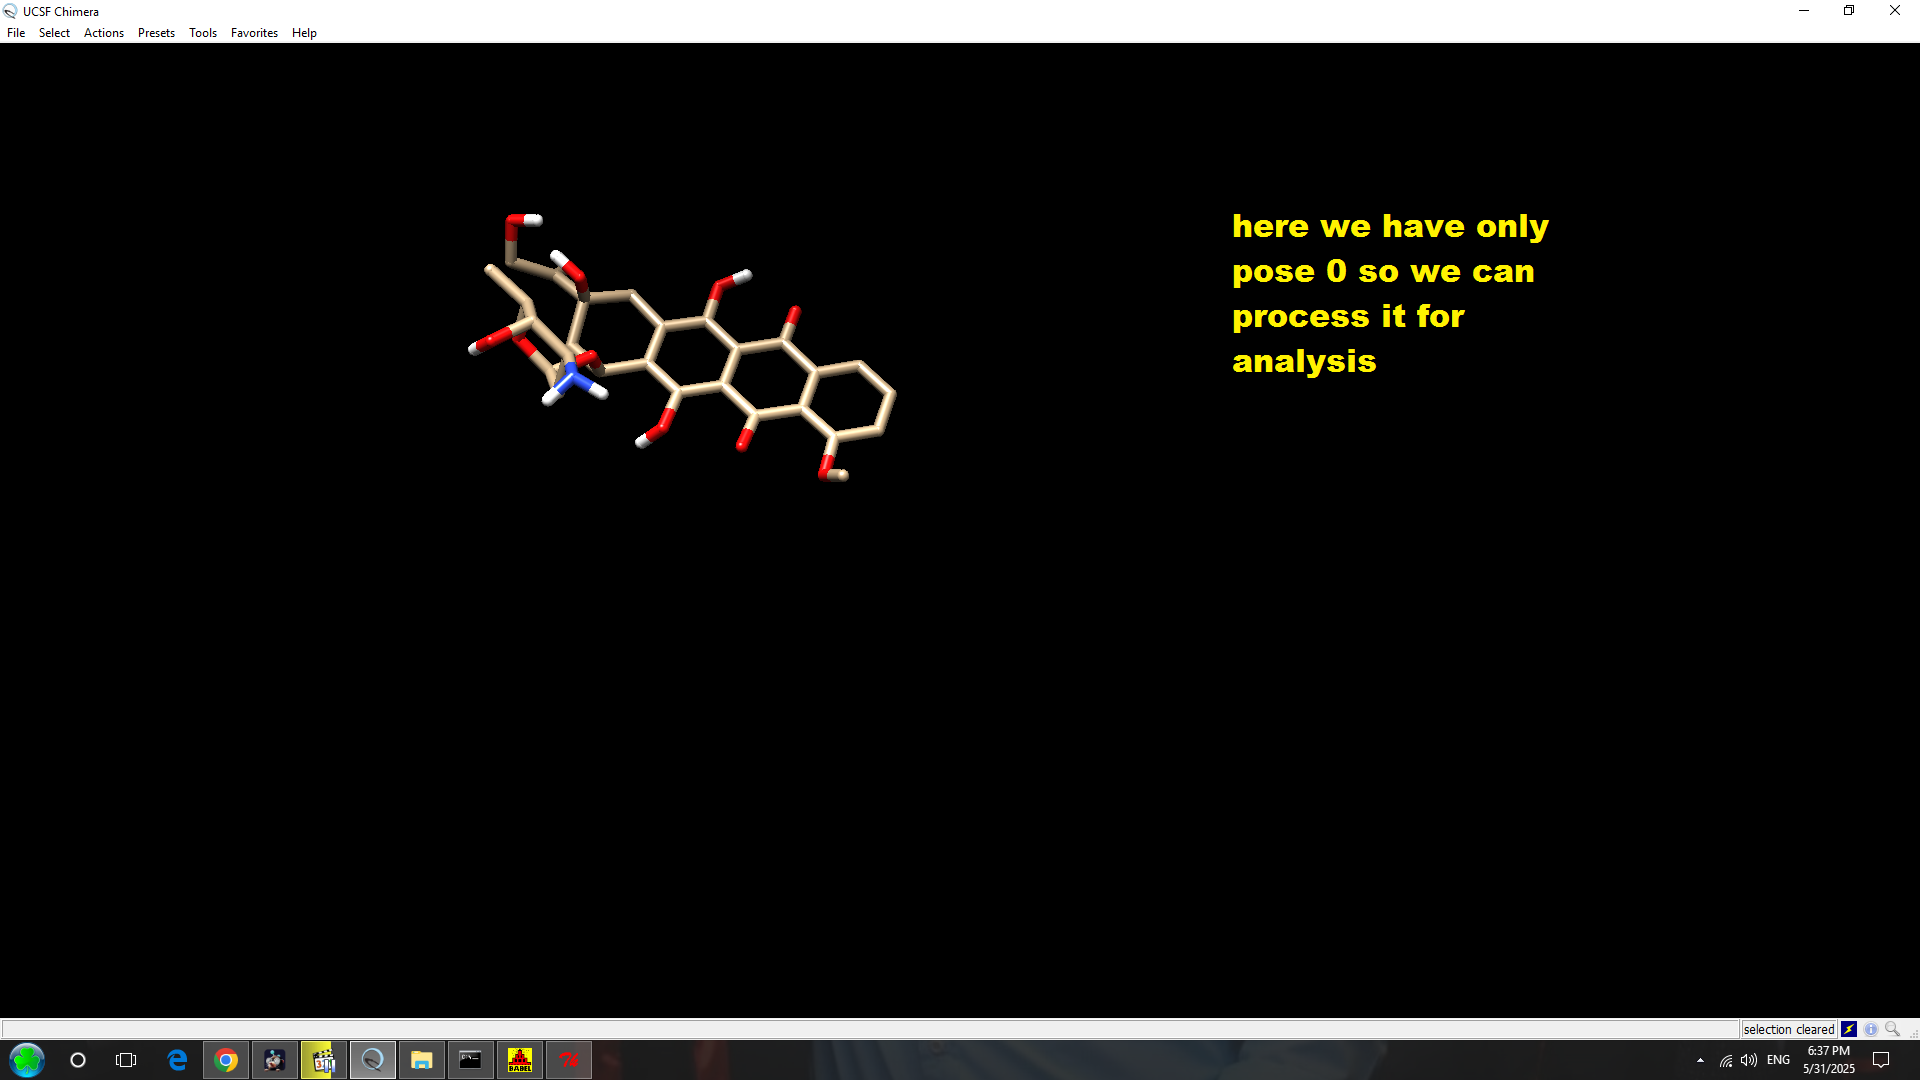 UCSF Chimera
File Select Actions Presets Tools Favorites Help
here we have only
pose 0 so we can
process it for
analysis
selection cleared
BABEL
ENG
6:37 PM
5/31/2025